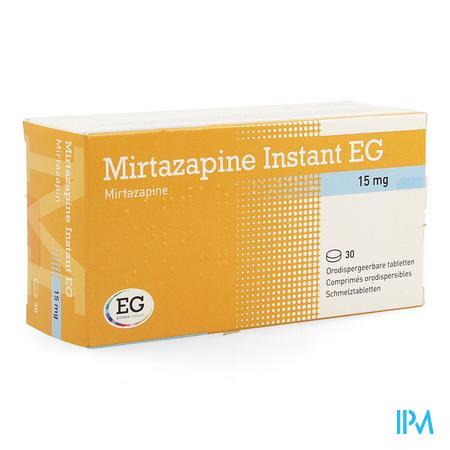 Mirtazapine Instant EG
Mirtazapine
15 mg
30
Orodispergeerbare tabletten
Comprimés orodispersibles
Schmelztabletten
EG
Mirtazapine Instant EG
Mirtazapin
15 mg
30
IPM